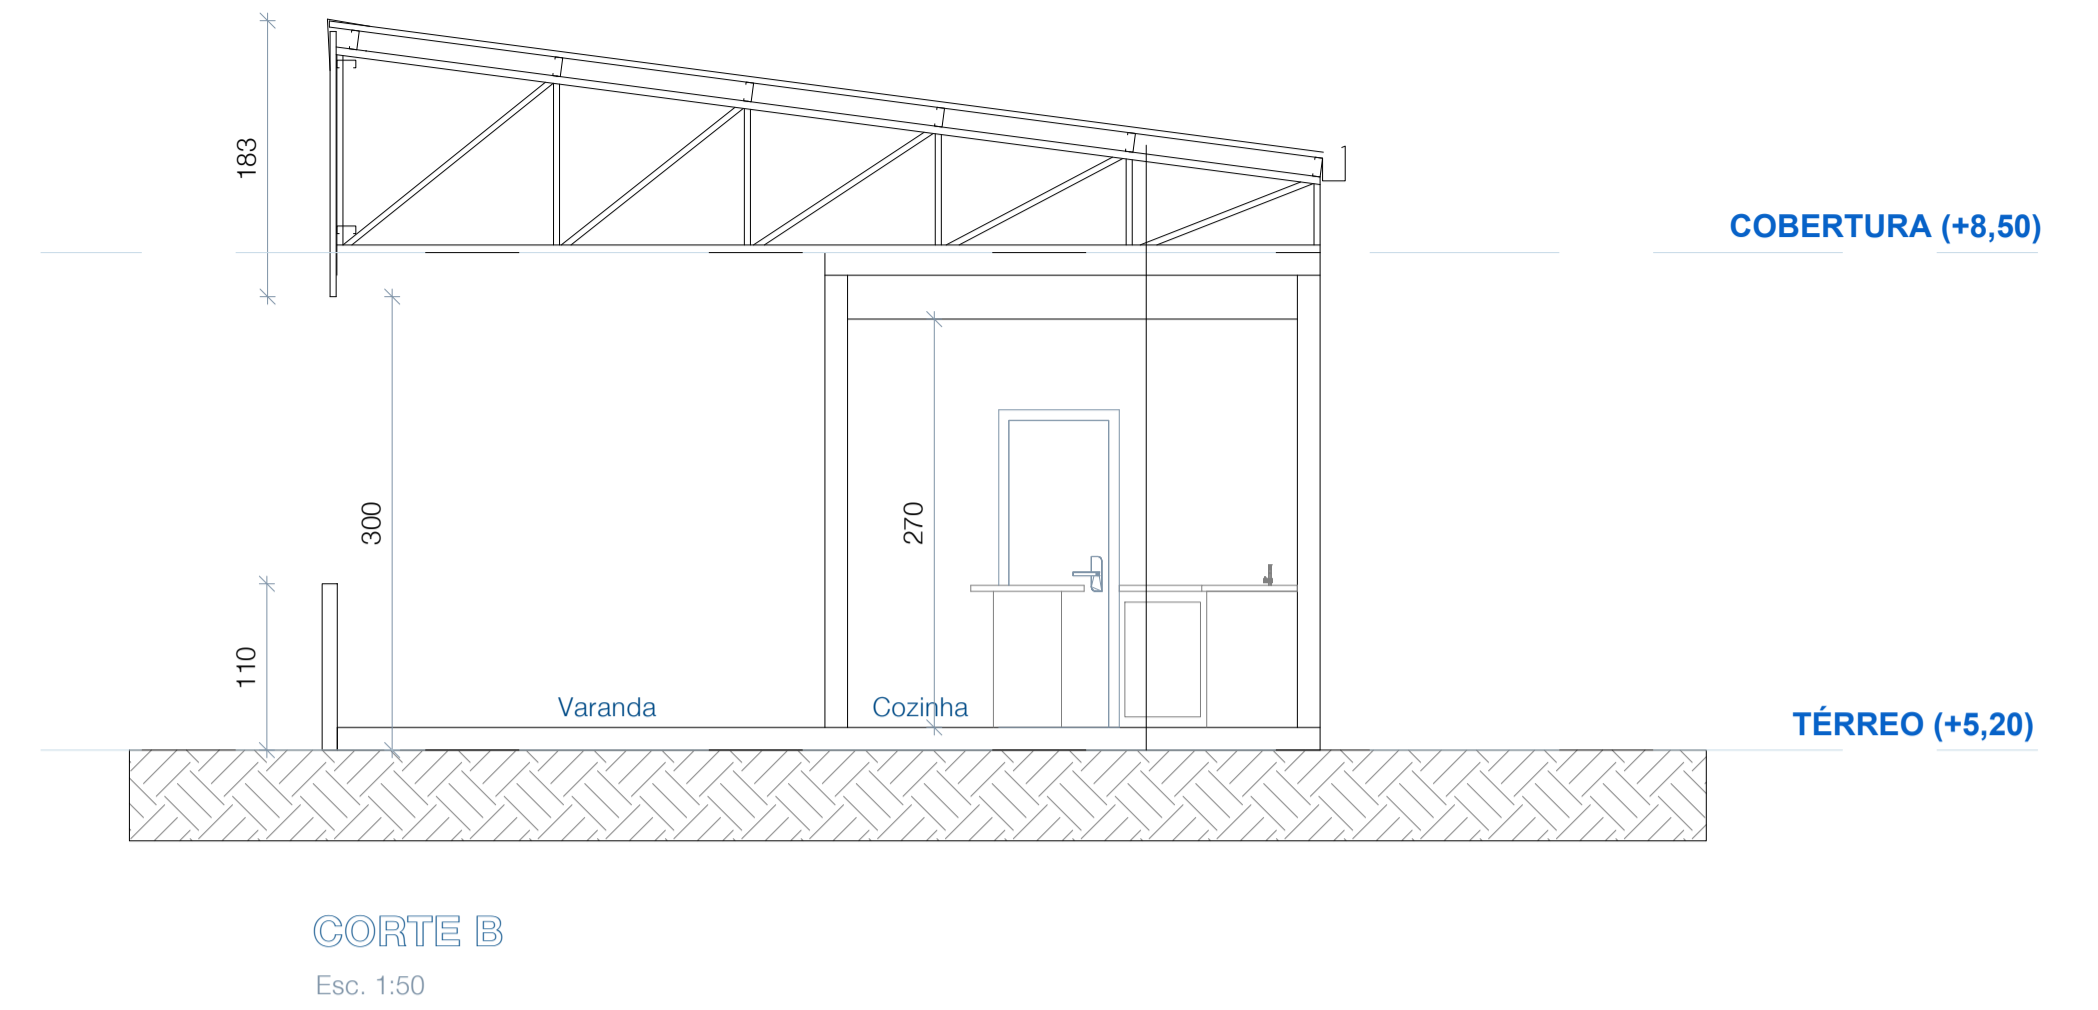 183
COBERTURA (+8,50)
300
270
110
Varanda
Cozinha
TÉRREO (+5,20)
CORTE B
Esc. 1:50